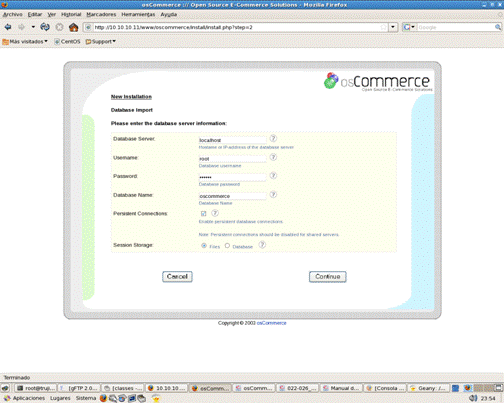 osCommerce ::: Open Source E-Commerce Solutions - Mozilla Firefox
Archivo Editar Ver Historial Marcadores Herramientas Ayuda
http://10.10.10.11/www/oscommerce/install/install.php?step=2
Google
Más visitados CentOS Support
osCommerce
Open Source E-Commerce Solutions
New Installation
Database Import
Please enter the database server information:
Database Server: localhost
Hostname or IP-address of the database server
Username: root
Database username
Password: ******
Database password
Database Name: oscommerce
Database Name
Persistent Connections:
Enable persistent database connections.
Note: Persistent connections should be disabled for shared servers.
Session Storage: Files Database
Cancel Continue
Copyright © 2003 osCommerce
Terminado
root@truji... [gFTP 2.0... [classes - ... 10.10.10 ... osComm... osComm... 022-026_... Manual d... [Consola ... Geany: /...
Aplicaciones Lugares Sistema 23:54